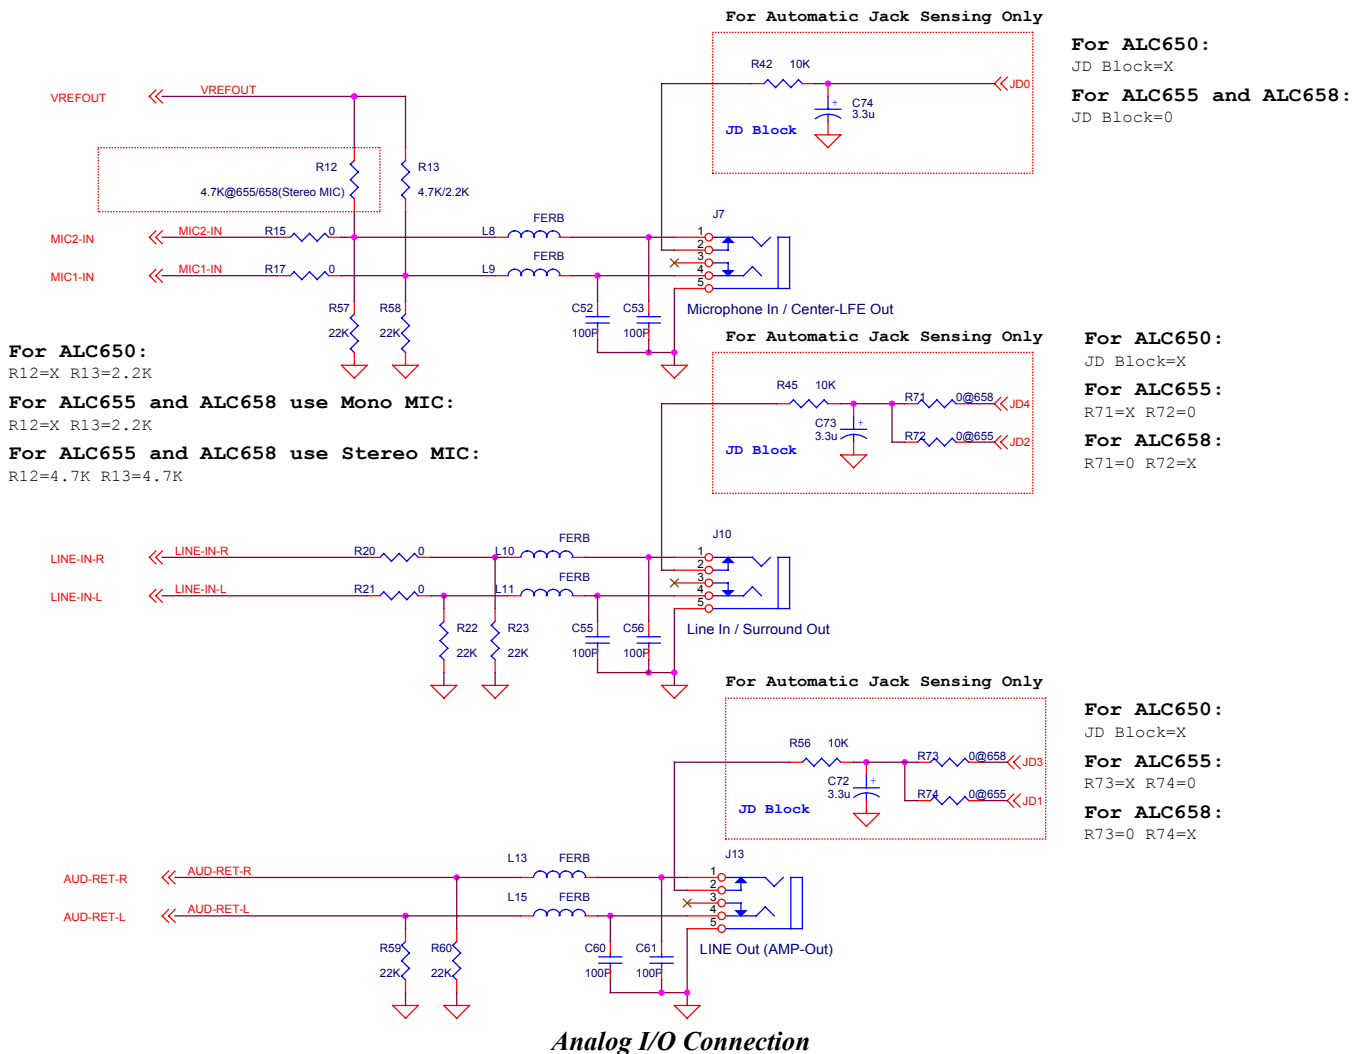 For Automatic Jack Sensing Only
For ALC650:
JD Block=X
For ALC655 and ALC658:
JD Block=0
R42 10K
JD0
C74
3.3u
JD Block
VREFOUT
VREFOUT
R12
4.7K@655/658(Stereo MIC)
R13
4.7K/2.2K
MIC2-IN
MIC2-IN
R15 0
L8
FERB
MIC1-IN
MIC1-IN
R17 0
L9
FERB
J7
1
2
3
4
5
R57
22K
R58
22K
C52
100P
C53
100P
Microphone In / Center-LFE Out
For ALC650:
R12=X R13=2.2K
For ALC655 and ALC658 use Mono MIC:
R12=X R13=2.2K
For ALC655 and ALC658 use Stereo MIC:
R12=4.7K R13=4.7K
For Automatic Jack Sensing Only
For ALC650:
JD Block=X
For ALC655:
R71=X R72=0
For ALC658:
R71=0 R72=X
R45 10K
R71 0@658
JD4
C73
3.3u
R72 0@655
JD2
JD Block
LINE-IN-R
LINE-IN-R
R20 0
L10
FERB
LINE-IN-L
LINE-IN-L
R21 0
L11
FERB
J10
1
2
3
4
5
R22
22K
R23
22K
C55
100P
C56
100P
Line In / Surround Out
For Automatic Jack Sensing Only
For ALC650:
JD Block=X
For ALC655:
R73=X R74=0
For ALC658:
R73=0 R74=X
R56 10K
R73 0@658
JD3
C72
3.3u
R74 0@655
JD1
JD Block
AUD-RET-R
AUD-RET-R
L13 FERB
AUD-RET-L
AUD-RET-L
L15 FERB
J13
1
2
3
4
5
R59
22K
R60
22K
C60
100P
C61
100P
LINE Out (AMP-Out)
Analog I/O Connection